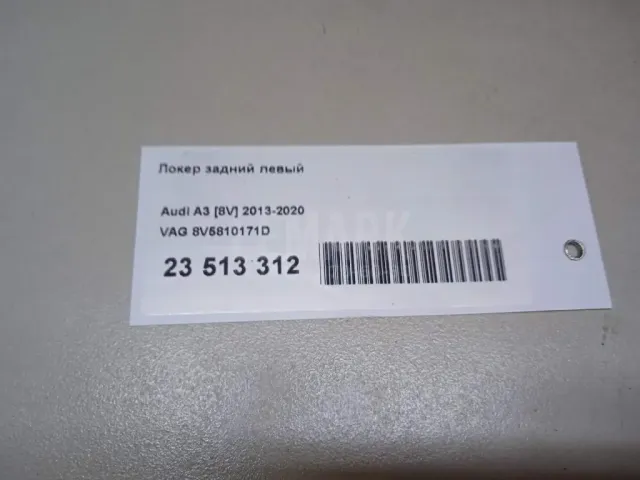 Локер задний левый
Audi A3 [8V] 2013-2020
VAG 8V5810171D
23 513 312